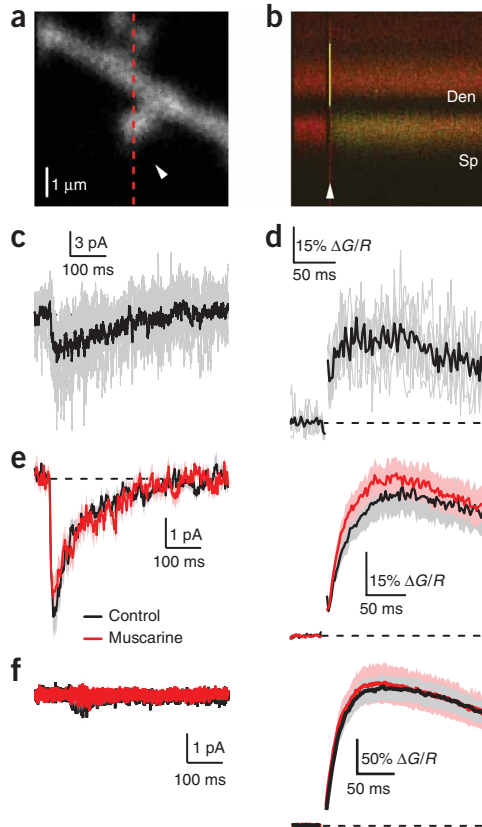 a
b
1 μm
Den
Sp
c
3 pA
100 ms
d
15% ΔG/R
50 ms
e
1 pA
100 ms
Control
Muscarine
15% ΔG/R
50 ms
f
1 pA
100 ms
50% ΔG/R
50 ms